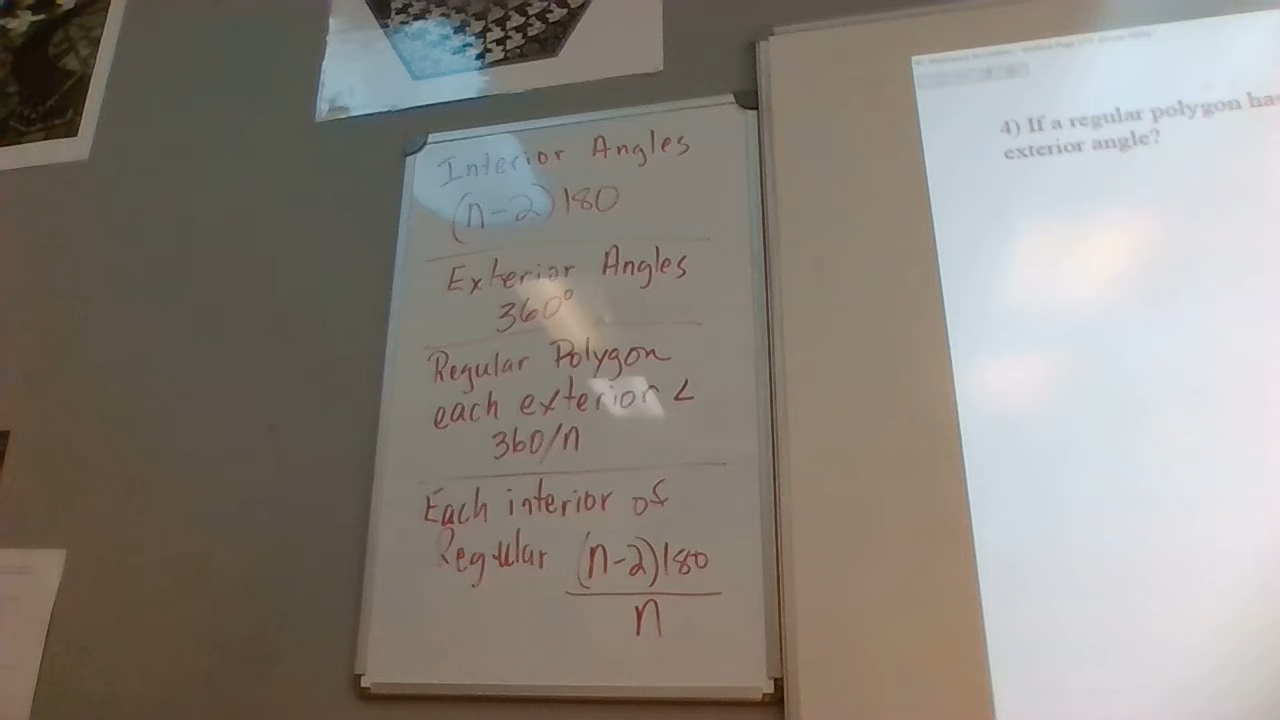 Interior Angles
(n-2)180
Exterior Angles
360°
Regular Polygon
each exterior <
360/n
Each interior of
Regular (n-2)180
n
4) If a regular polygon
exterior angle?